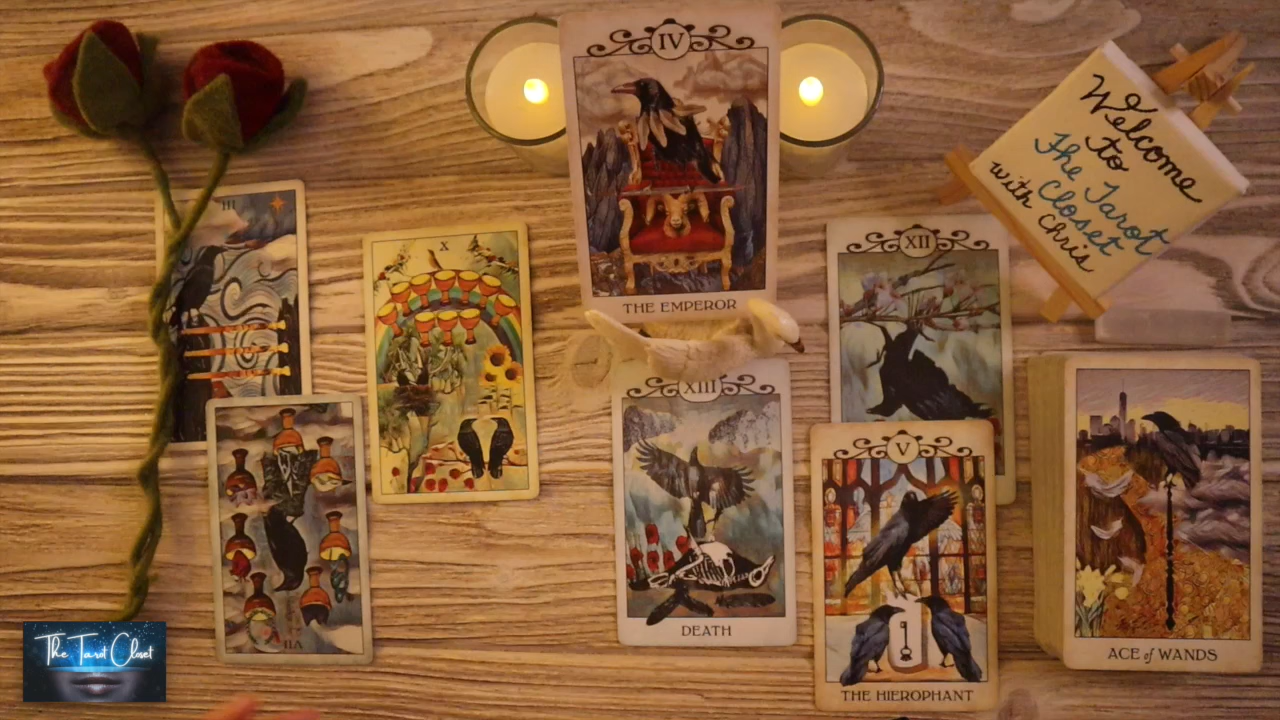 IV
THE EMPEROR
Welcome
to
The Tarot
Closet
with Chris
III
X
XII
XIII
DEATH
V
THE HIEROPHANT
VII
ACE of WANDS
The Tarot Closet